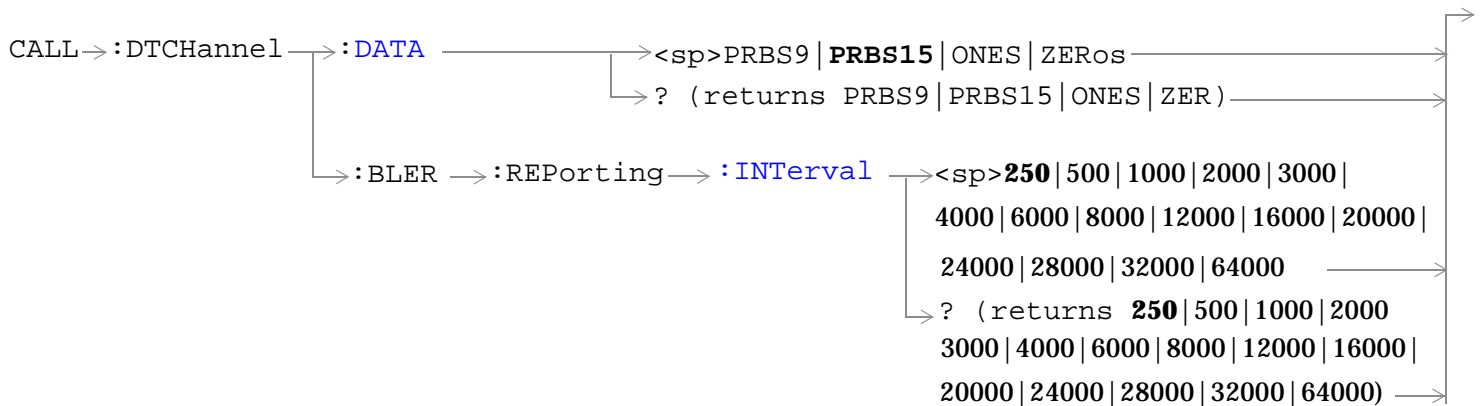 CALL :DTCHannel :DATA <sp>PRBS9|PRBS15|ONES|ZERos
? (returns PRBS9|PRBS15|ONES|ZER)
:BLER :REPorting :INTerval <sp>250|500|1000|2000|3000|
4000|6000|8000|12000|16000|20000|
24000|28000|32000|64000
? (returns 250|500|1000|2000
3000|4000|6000|8000|12000|16000|
20000|24000|28000|32000|64000)